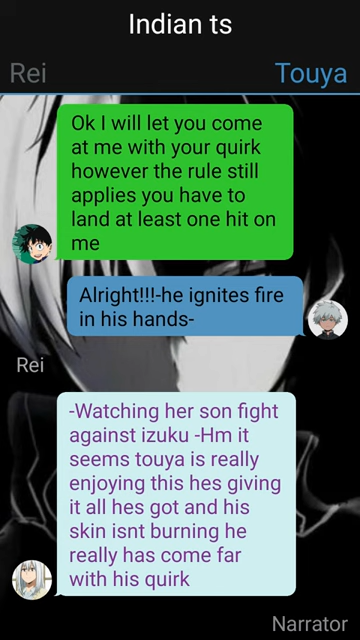 Indian ts
Rei
Touya
Ok I will let you come
at me with your quirk
however the rule still
applies you have to
land at least one hit on
me
Alright!!!-he ignites fire
in his hands-
Rei
-Watching her son fight
against izuku -Hm it
seems touya is really
enjoying this hes giving
it all hes got and his
skin isnt burning he
really has come far
with his quirk
Narrator